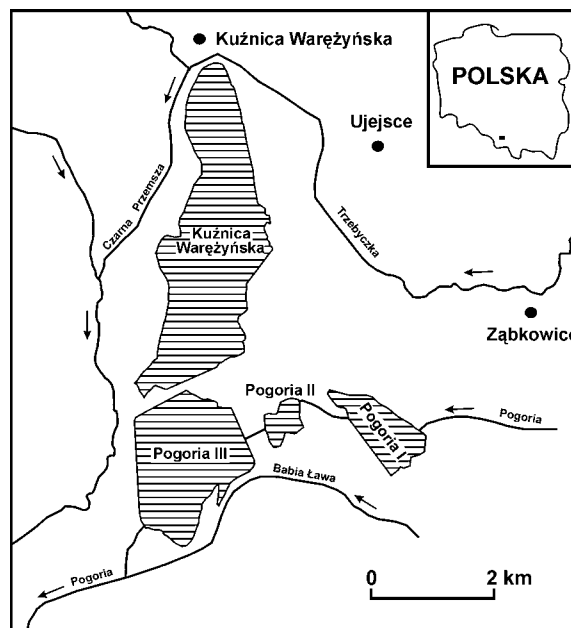 Kuźnica Warężyńska
POLSKA
Ujejsce
Czarna Przemsza
Kuźnica
Warężyńska
Trzebyczka
Ząbkowice
Pogoria II
Pogoria I
Pogoria
Pogoria III
Babia Ława
Pogoria
0 2 km